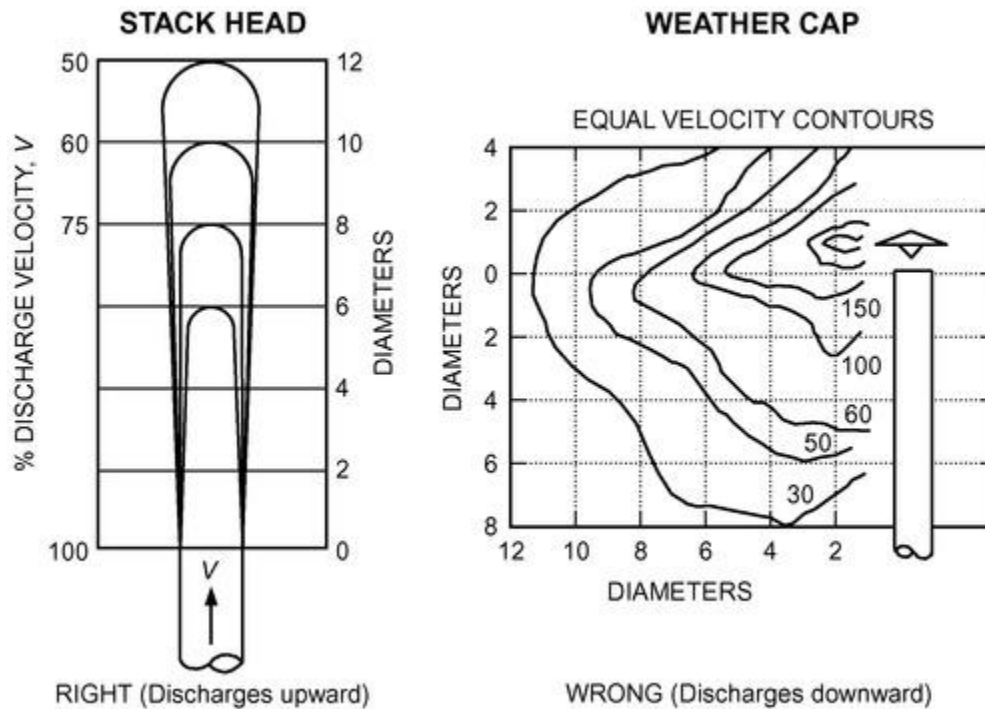 STACK HEAD
50
60
75
100
% DISCHARGE VELOCITY, V
12
10
8
6
4
2
0
DIAMETERS
V
RIGHT (Discharges upward)
WEATHER CAP
EQUAL VELOCITY CONTOURS
4
2
0
2
4
6
8
DIAMETERS
150
100
60
50
30
12 10 8 6 4 2
DIAMETERS
WRONG (Discharges downward)